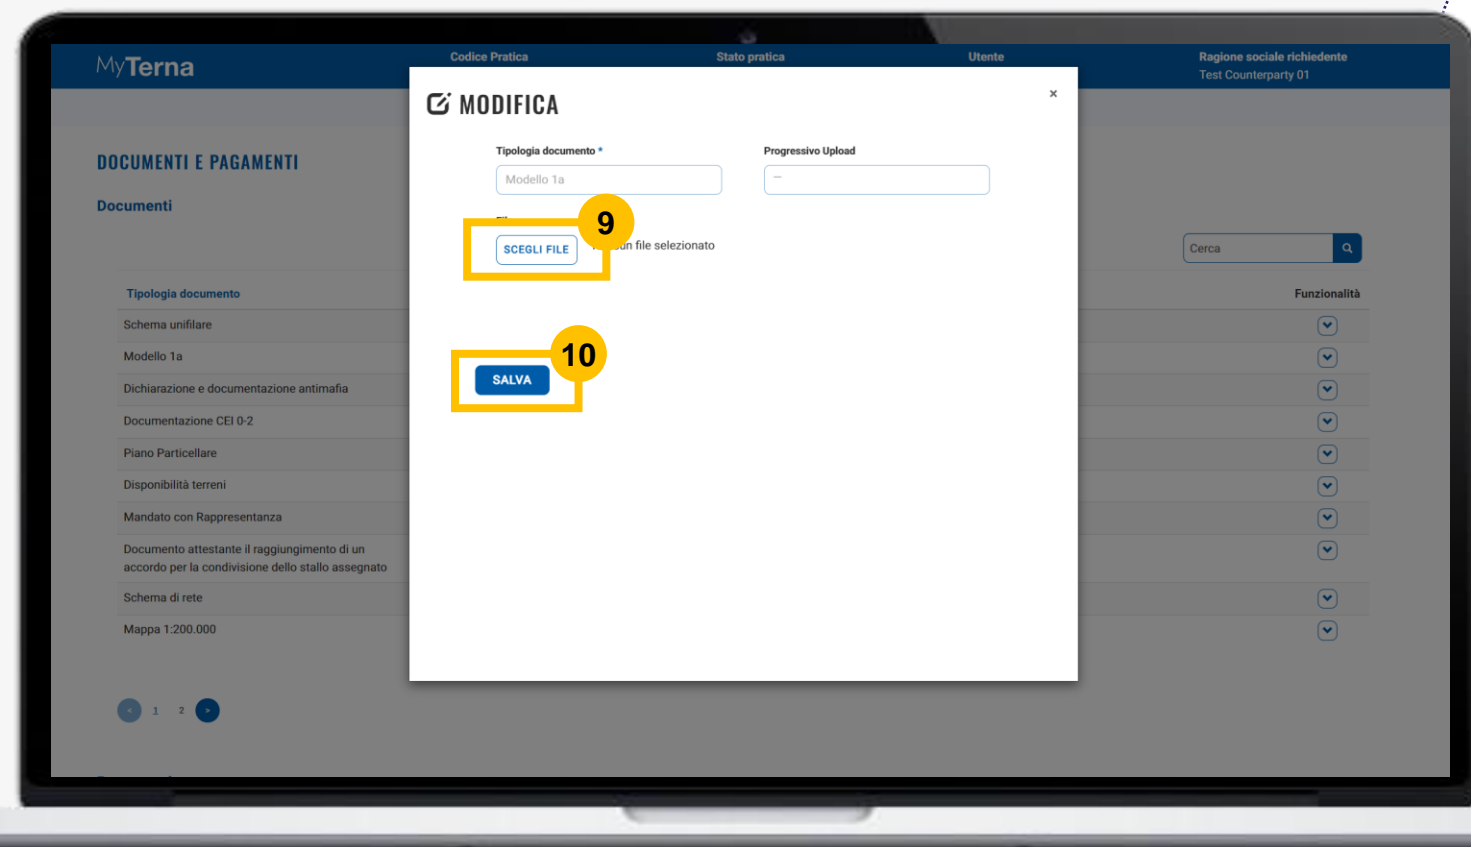 MyTerna
Codice Pratica
Stato pratica
Utente
Ragione sociale richiedente
Test Counterparty 01
MODIFICA
×
DOCUMENTI E PAGAMENTI
Documenti
Tipologia documento *
Progressivo Upload
Modello 1a
—
9
SCEGLI FILE
file selezionato
Cerca
10
SALVA
Tipologia documento
Funzionalità
Schema unifilare
Modello 1a
Dichiarazione e documentazione antimafia
Documentazione CEI 0-2
Piano Particellare
Disponibilità terreni
Mandato con Rappresentanza
Documento attestante il raggiungimento di un
accordo per la condivisione dello stallo assegnato
Schema di rete
Mappa 1:200.000
1 2